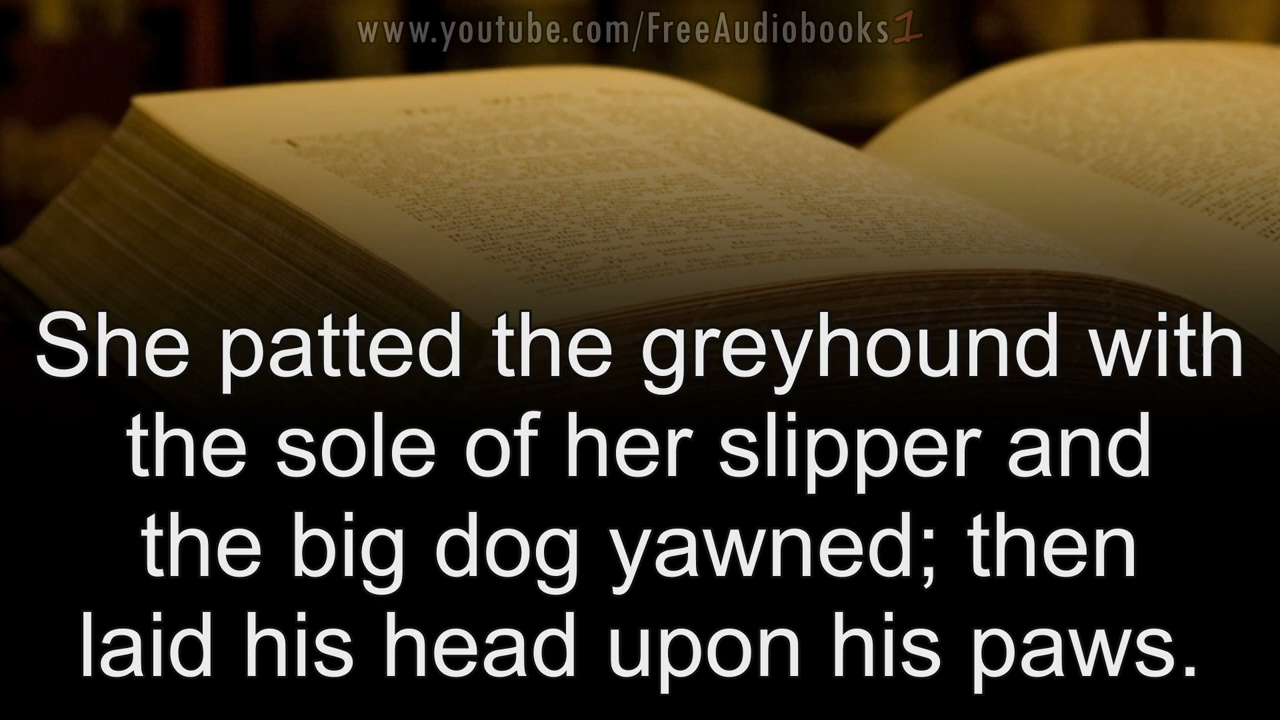 www.youtube.com/FreeAudiobooks1
She patted the greyhound with
the sole of her slipper and
the big dog yawned; then
laid his head upon his paws.